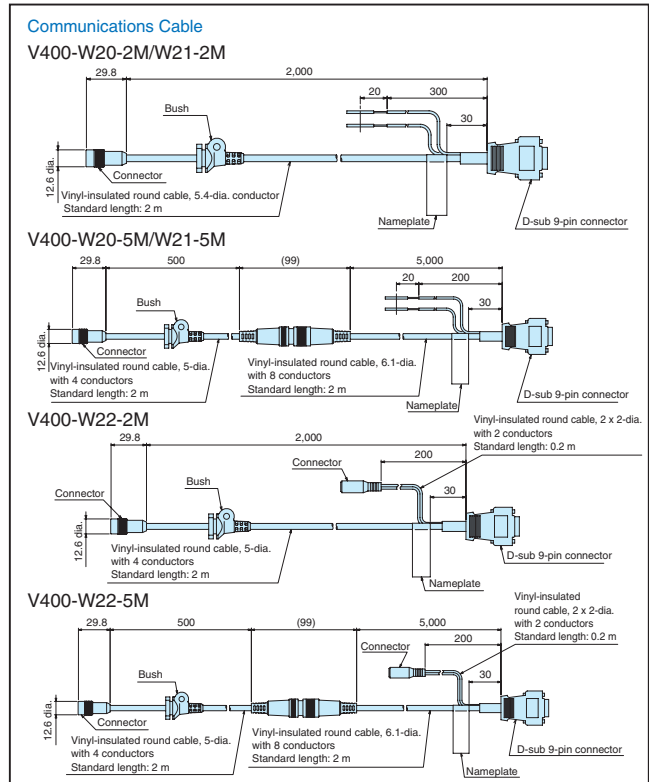 Communications Cable
V400-W20-2M/W21-2M
29.8
2,000
20
300
30
Bush
12.6 dia.
Connector
Vinyl-insulated round cable, 5.4-dia. conductor
Standard length: 2 m
Nameplate
D-sub 9-pin connector
V400-W20-5M/W21-5M
29.8
500
(99)
5,000
20
200
30
Bush
12.6 dia.
Connector
Vinyl-insulated round cable, 5-dia.
with 4 conductors
Standard length: 2 m
Vinyl-insulated round cable, 6.1-dia.
with 8 conductors
Standard length: 2 m
Nameplate
D-sub 9-pin connector
V400-W22-2M
29.8
2,000
Vinyl-insulated round cable, 2 x 2-dia.
with 2 conductors
Standard length: 0.2 m
200
Connector
30
Connector
Bush
12.6 dia.
Vinyl-insulated round cable, 5-dia.
with 4 conductors
Standard length: 2 m
Nameplate
D-sub 9-pin connector
V400-W22-5M
29.8
500
(99)
5,000
Vinyl-insulated
round cable, 2 x 2-dia.
with 2 conductors
Standard length: 0.2 m
200
Connector
30
Bush
12.6 dia.
Connector
Vinyl-insulated round cable, 5-dia.
with 4 conductors
Standard length: 2 m
Vinyl-insulated round cable, 6.1-dia.
with 8 conductors
Standard length: 2 m
Nameplate
D-sub 9-pin connector